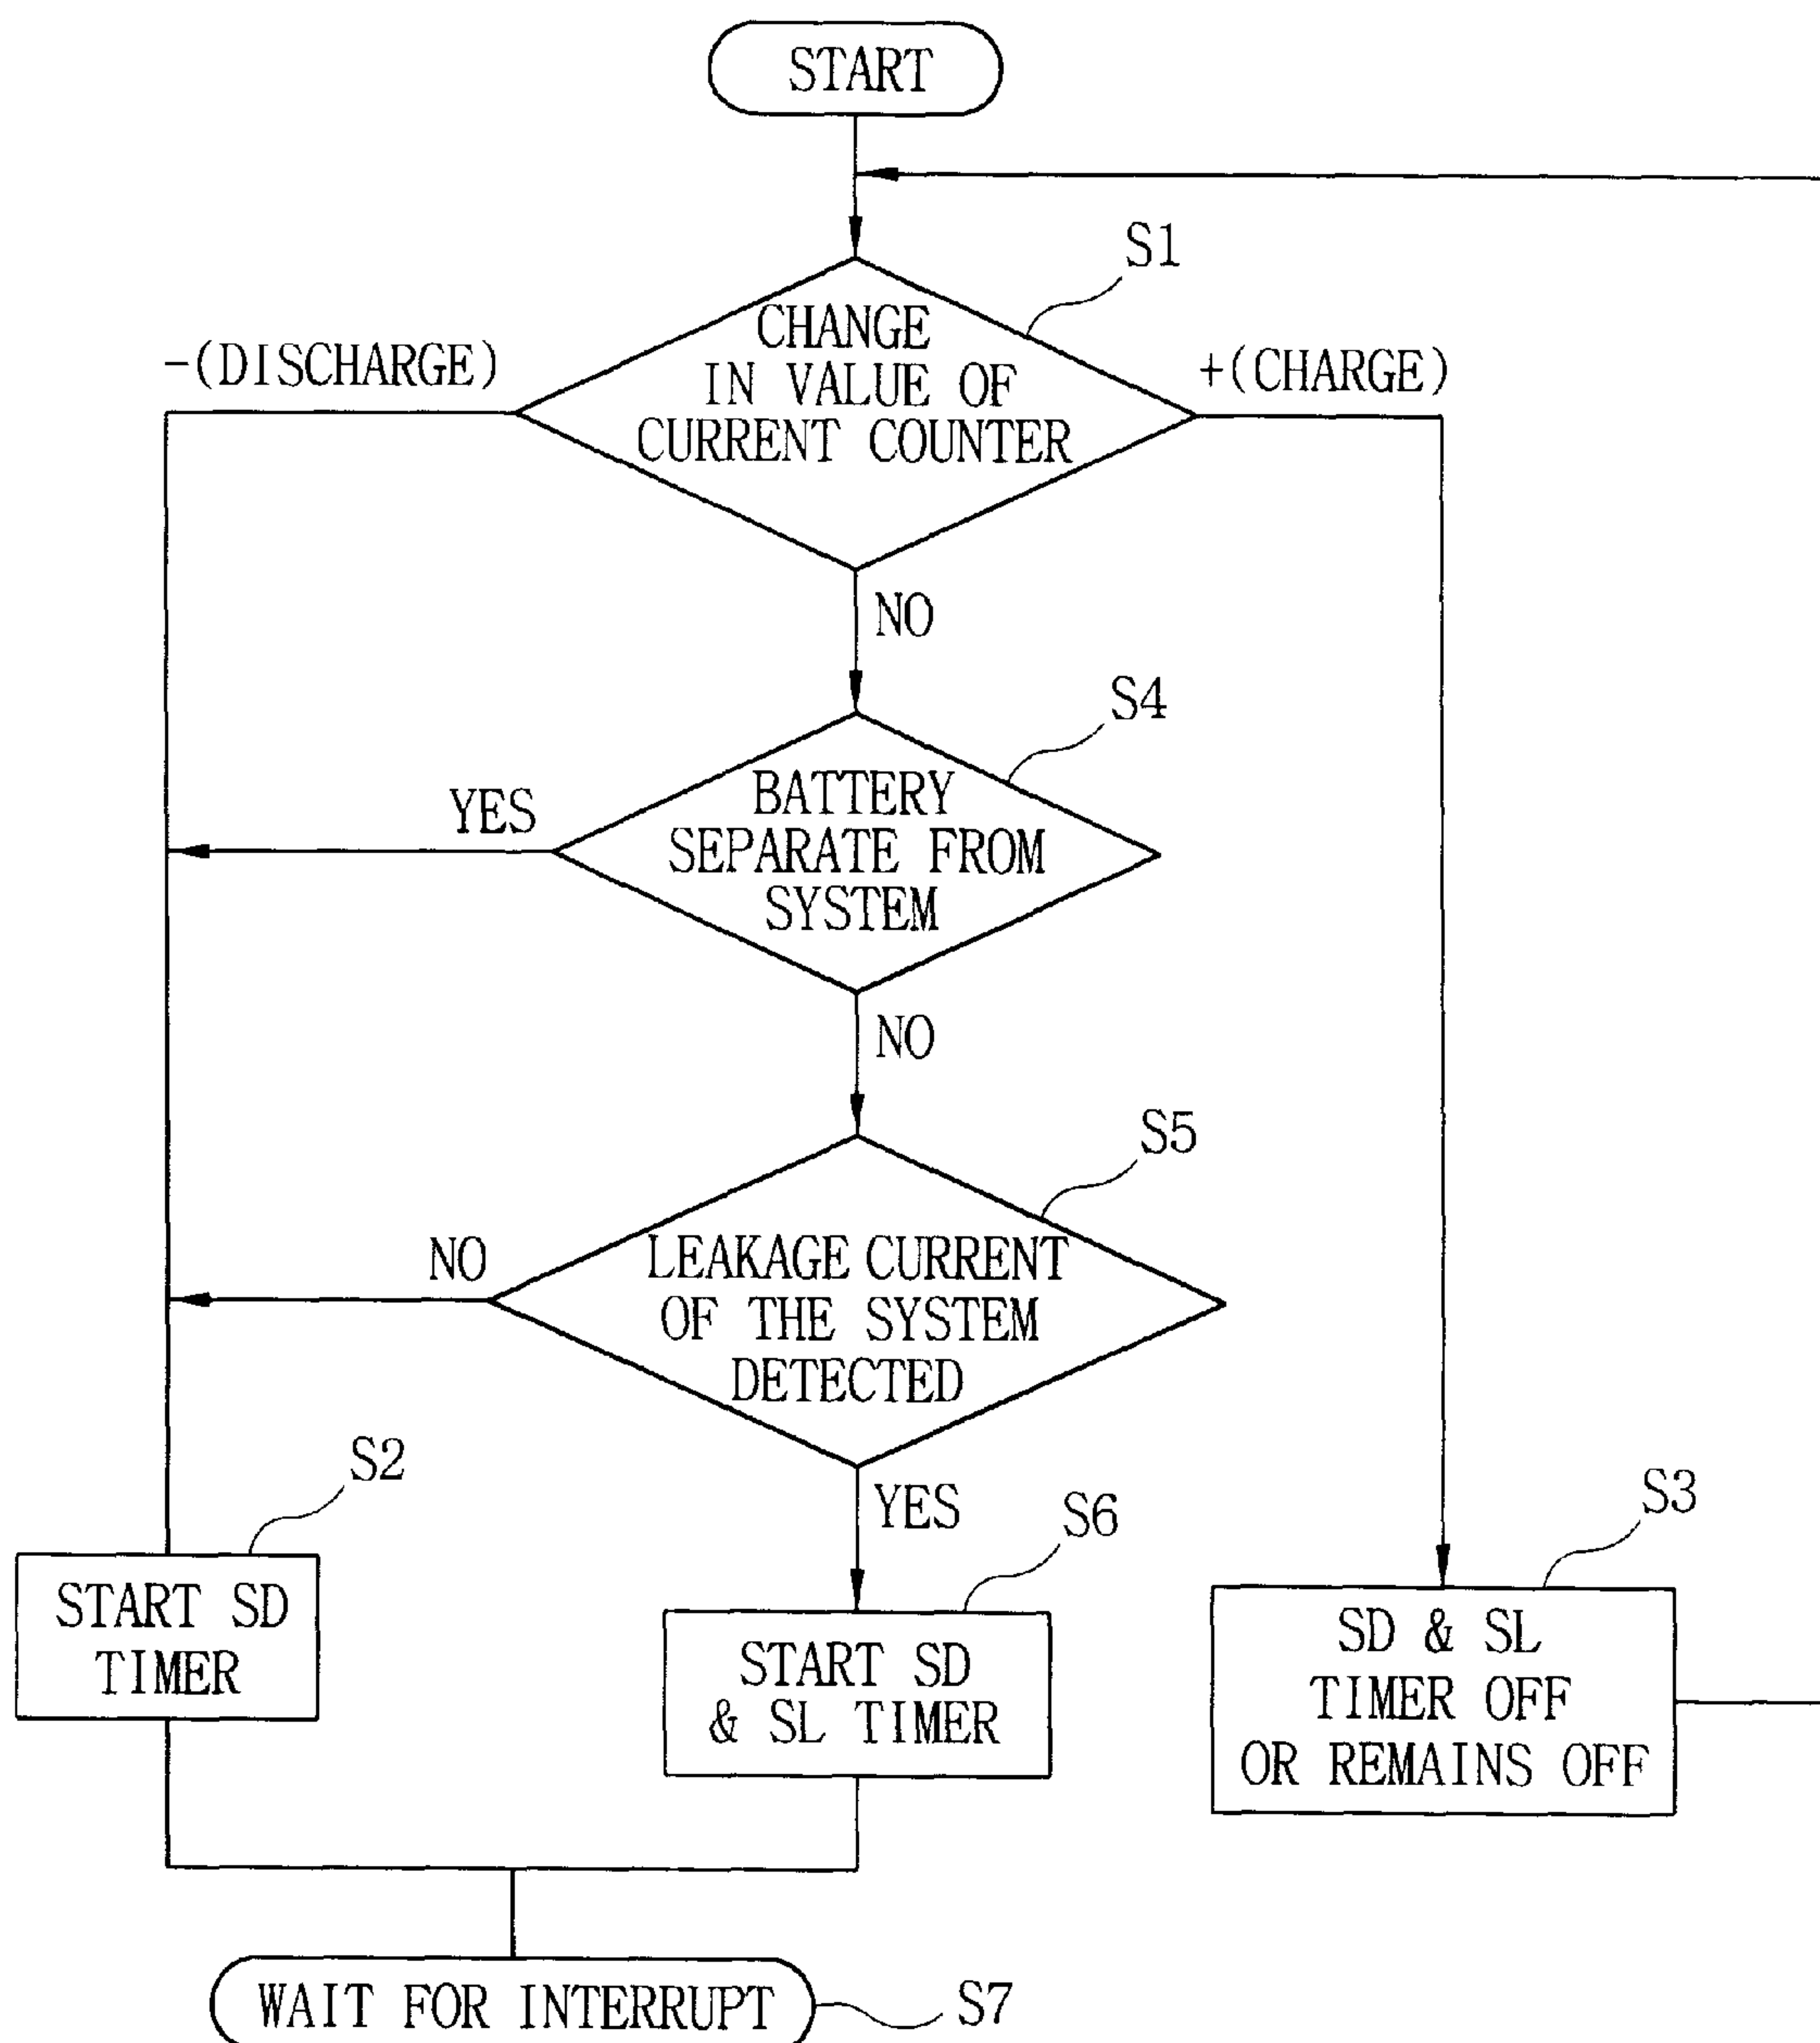 START
S1
CHANGE
IN VALUE OF
CURRENT COUNTER
-(DISCHARGE)
+(CHARGE)
NO
S4
BATTERY
SEPARATE FROM
SYSTEM
YES
NO
S5
LEAKAGE CURRENT
OF THE SYSTEM
DETECTED
NO
YES
S2
START SD
TIMER
S6
START SD
& SL TIMER
S3
SD & SL
TIMER OFF
OR REMAINS OFF
WAIT FOR INTERRUPT
S7